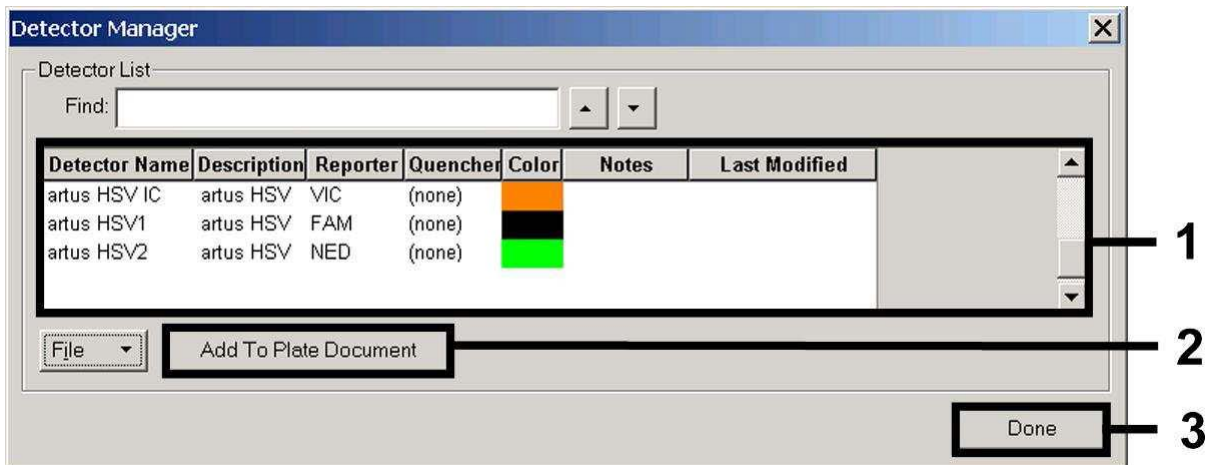 Detector Manager
Detector List
Find:
Detector Name Description Reporter Quencher Color Notes Last Modified
artus HSV IC artus HSV VIC (none)
artus HSV1 artus HSV FAM (none)
artus HSV2 artus HSV NED (none)
1
File Add To Plate Document
2
Done
3